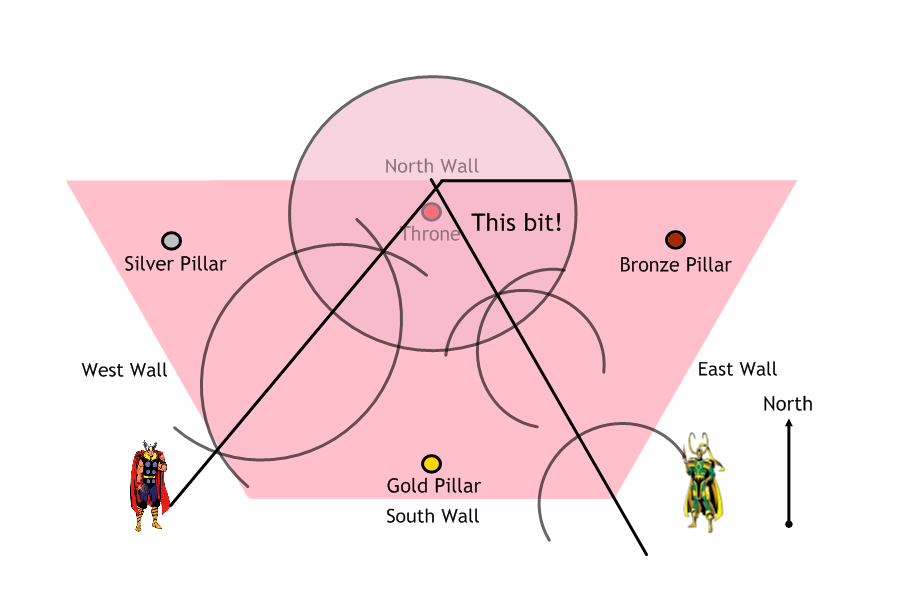 North Wall
This bit!
Throne
Silver Pillar
Bronze Pillar
West Wall
East Wall
North
Gold Pillar
South Wall